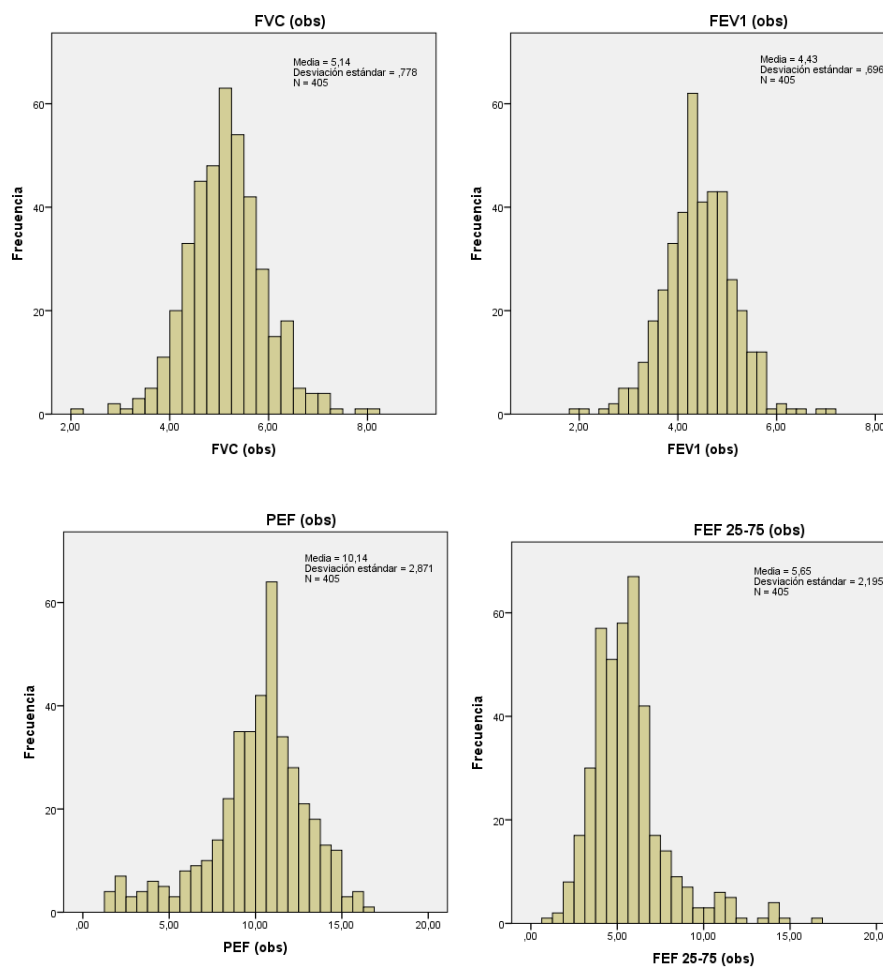 FVC (obs)
Media = 5,14
Desviación estándar = ,778
N = 405
Frecuencia
60
40
20
0
2,00 4,00 6,00 8,00
FVC (obs)
FEV1 (obs)
Media = 4,43
Desviación estándar = ,696
N = 405
Frecuencia
60
40
20
0
2,00 4,00 6,00 8,00
FEV1 (obs)
PEF (obs)
Media = 10,14
Desviación estándar = 2,871
N = 405
Frecuencia
60
40
20
0
,00 5,00 10,00 15,00 20,00
PEF (obs)
FEF 25-75 (obs)
Media = 5,65
Desviación estándar = 2,195
N = 405
Frecuencia
60
40
20
0
,00 5,00 10,00 15,00 20,00
FEF 25-75 (obs)